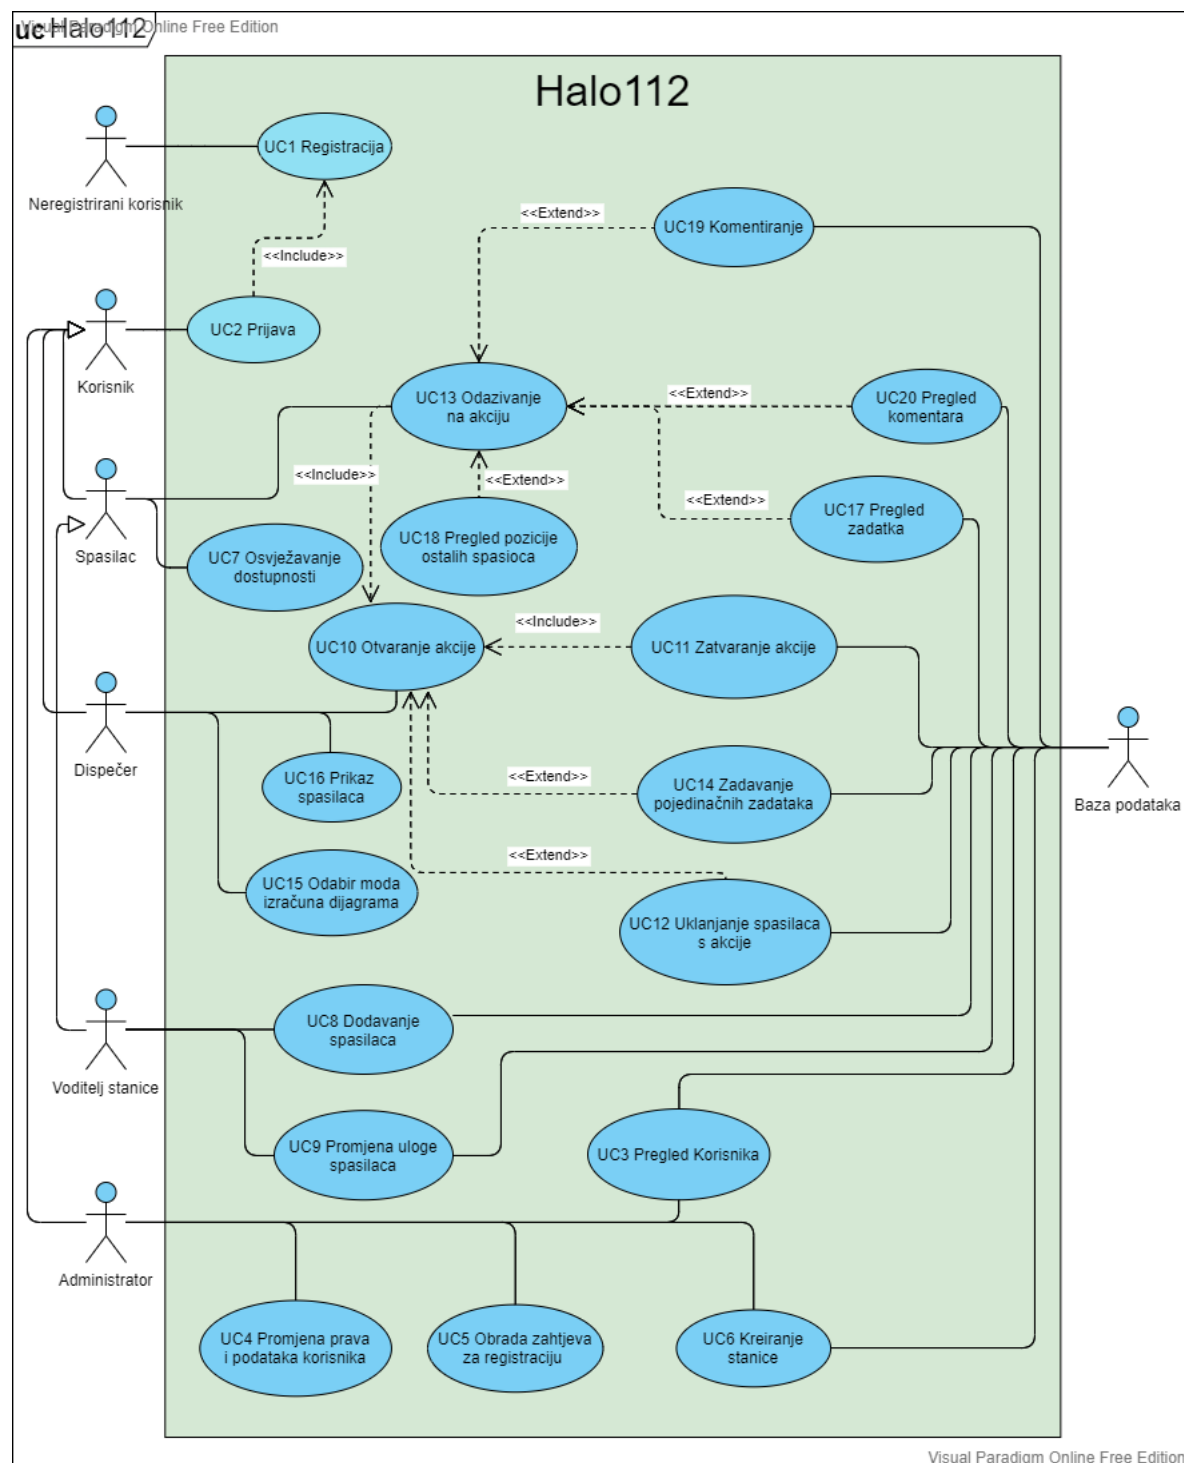 Visual Paradigm Online Free Edition
uc Halo112
Halo112
UC1 Registracija
Neregistrirani korisnik
<<Include>>
<<Extend>>
UC19 Komentiranje
UC2 Prijava
Korisnik
UC13 Odazivanje
na akciju
<<Extend>>
UC20 Pregled
komentara
<<Include>>
<<Extend>>
<<Extend>>
UC17 Pregled
zadatka
Spasilac
UC18 Pregled pozicije
ostalih spasioca
UC7 Osvježavanje
dostupnosti
UC10 Otvaranje akcije
<<Include>>
UC11 Zatvaranje akcije
Dispečer
UC16 Prikaz
spasilaca
<<Extend>>
UC14 Zadavanje
pojedinačnih zadataka
Baza podataka
<<Extend>>
UC15 Odabir moda
izračuna dijagrama
UC12 Uklanjanje spasilaca
s akcije
UC8 Dodavanje
spasilaca
Voditelj stanice
UC9 Promjena uloge
spasilaca
UC3 Pregled Korisnika
Administrator
UC4 Promjena prava
i podataka korisnika
UC5 Obrada zahtjeva
za registraciju
UC6 Kreiranje
stanice
Visual Paradigm Online Free Edition